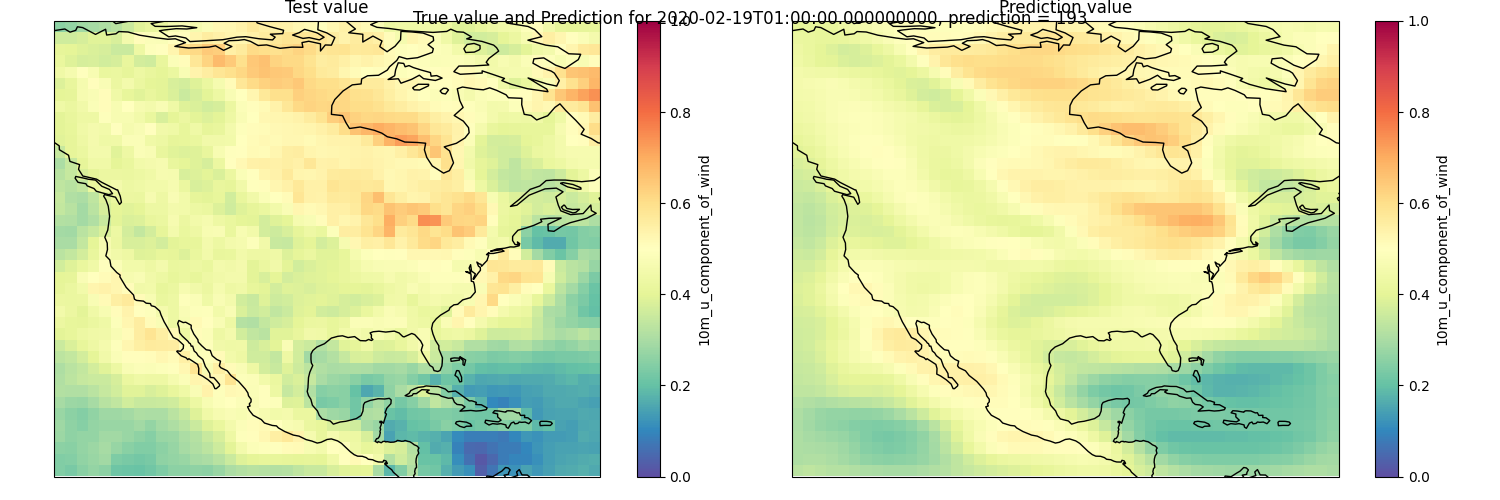 True value and Prediction for 2020-02-19T01:00:00.000000000, prediction = 193
Test value
1.0
0.8
0.6
0.4
0.2
0.0
10m_u_component_of_wind
Prediction value
1.0
0.8
0.6
0.4
0.2
0.0
10m_u_component_of_wind